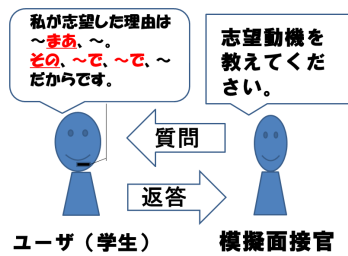 私が志望した理由は
～まあ、～。
その、～で、～で、～
だからです。
志望動機を
教えてくだ
さい。
質問
返答
ユーザ（学生）
模擬面接官